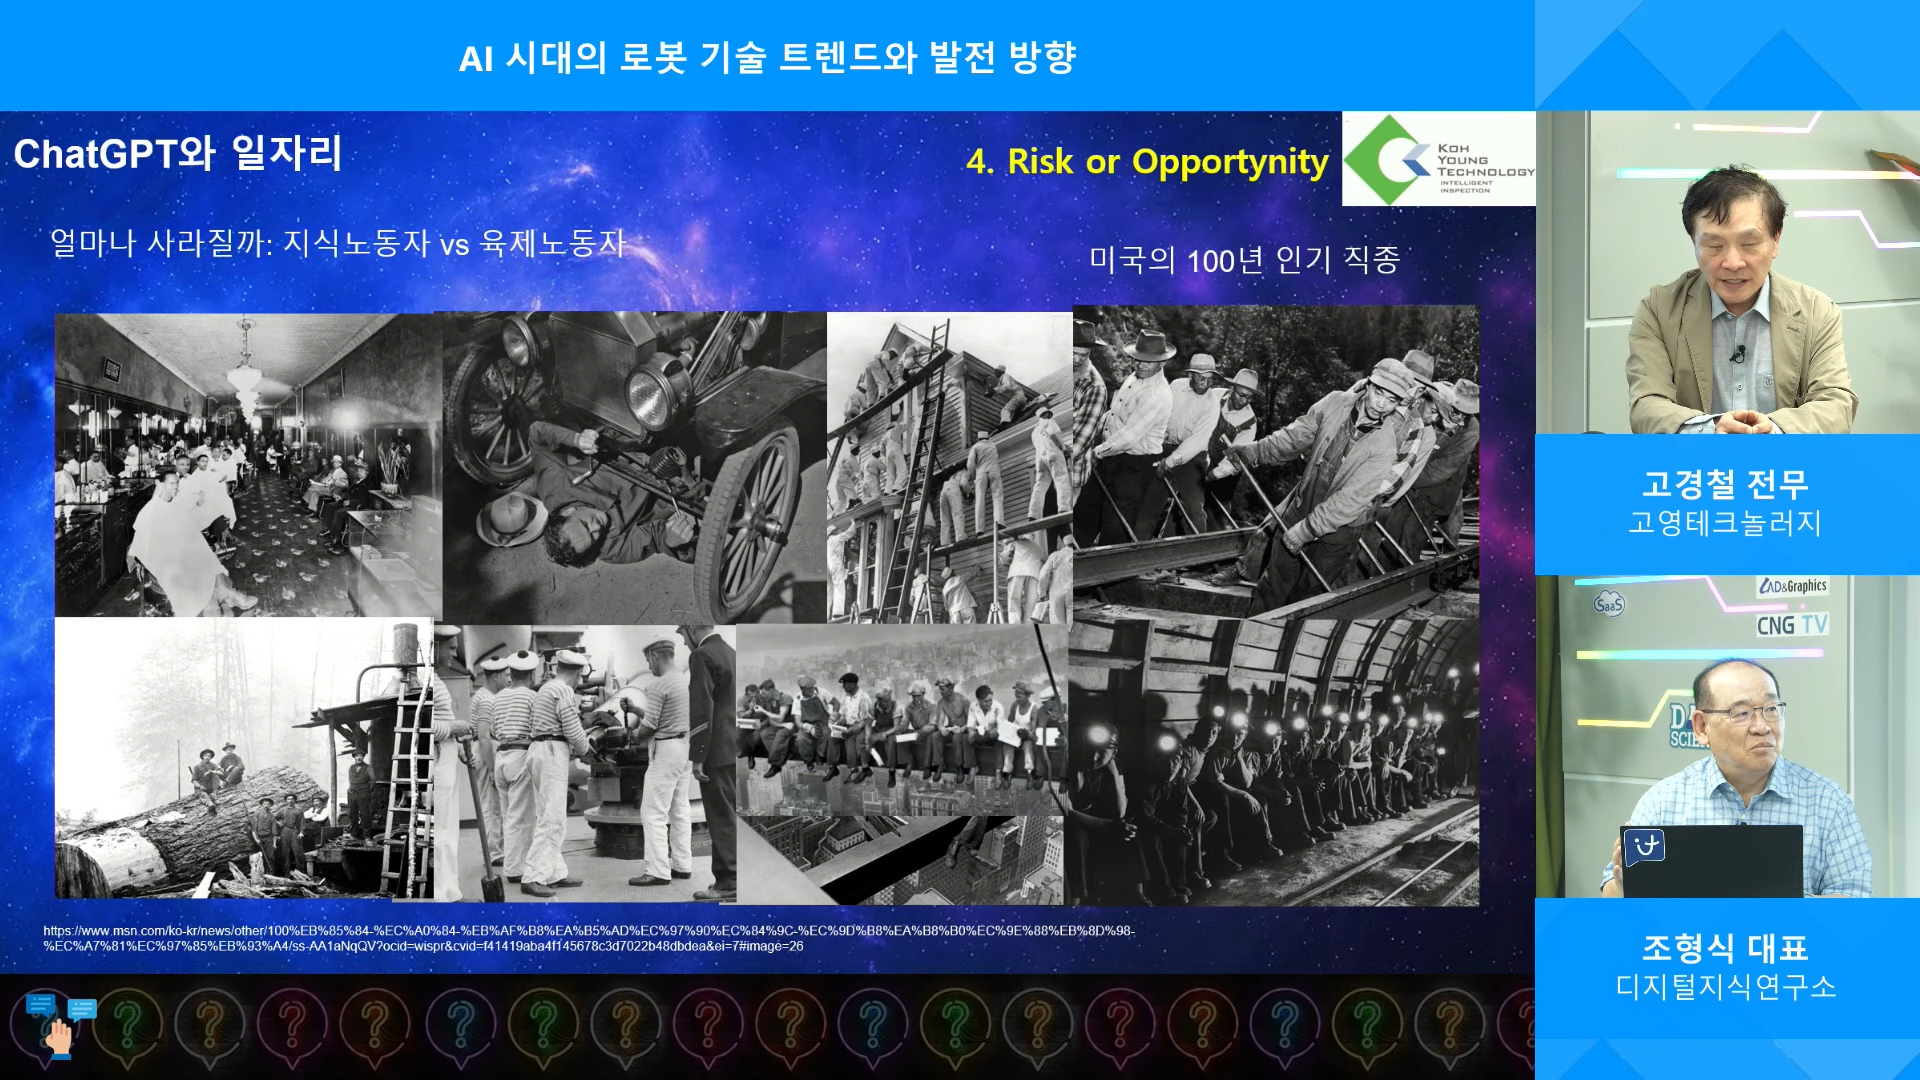 AI 시대의 로봇 기술 트렌드와 발전 방향
ChatGPT와 일자리
4. Risk or Opportynity
KOH
YOUNG
TECHNOLOGY
INTELLIGENT
INSPECTION
얼마나 사라질까: 지식노동자 vs 육제노동자
미국의 100년 인기 직종
https://www.msn.com/ko-kr/news/other/100%EB%85%84-%EC%A0%84-%EB%AF%B8%EA%B5%AD%EC%97%90%EC%84%9C-%EC%9D%B8%EA%B8%B0%EC%9E%88%EB%8D%98-
%EC%A7%81%EC%97%85%EB%93%A4/ss-AA1aNqQV?ocid=wispr&cvid=f41419aba4f145678c3d7022b48dbdea&ei=7#image=26
고경철 전무
고영테크놀러지
SaaS
CAD&Graphics
CNG TV
조형식 대표
디지털지식연구소